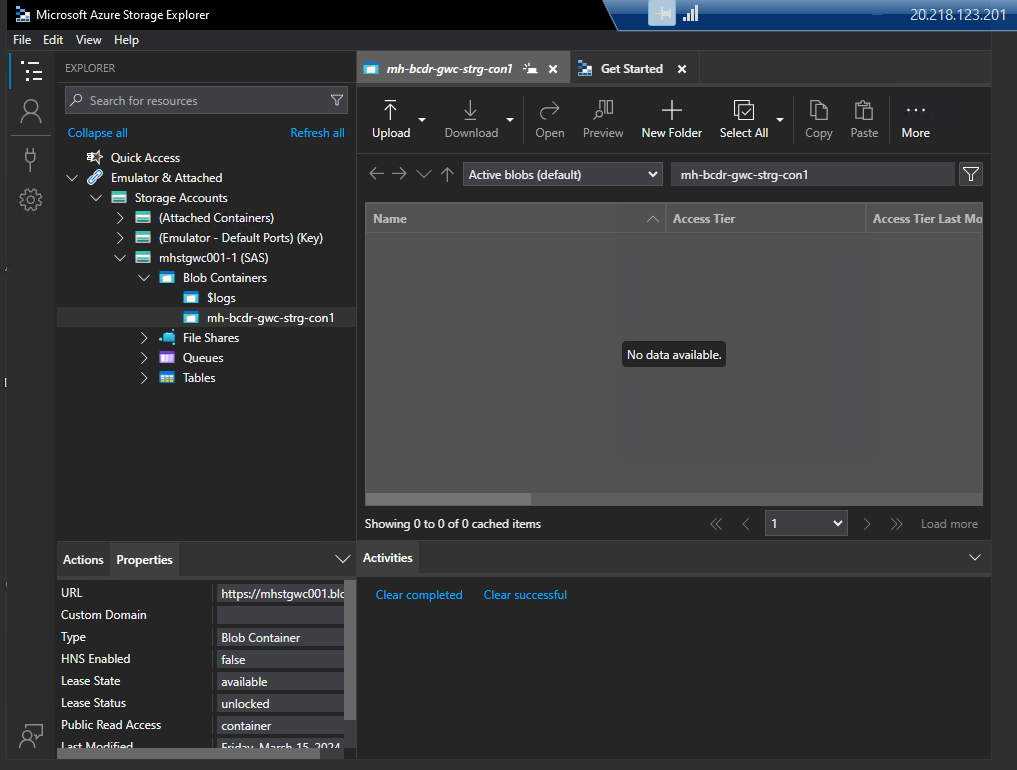 Microsoft Azure Storage Explorer
20.218.123.201
File Edit View Help
EXPLORER
Search for resources
Collapse all Refresh all
Quick Access
Emulator & Attached
Storage Accounts
(Attached Containers)
(Emulator - Default Ports) (Key)
mhstgwc001-1 (SAS)
Blob Containers
$logs
mh-bcdr-gwc-strg-con1
File Shares
Queues
Tables
Actions Properties
URL https://mhstgwc001.blo
Custom Domain
Type Blob Container
HNS Enabled false
Lease State available
Lease Status unlocked
Public Read Access container
Last Modified Friday, March 15, 2024
mh-bcdr-gwc-strg-con1 Get Started
Upload Download Open Preview New Folder Select All Copy Paste More
Active blobs (default) mh-bcdr-gwc-strg-con1
Name Access Tier Access Tier Last Mo
No data available.
Showing 0 to 0 of 0 cached items 1 Load more
Activities
Clear completed Clear successful